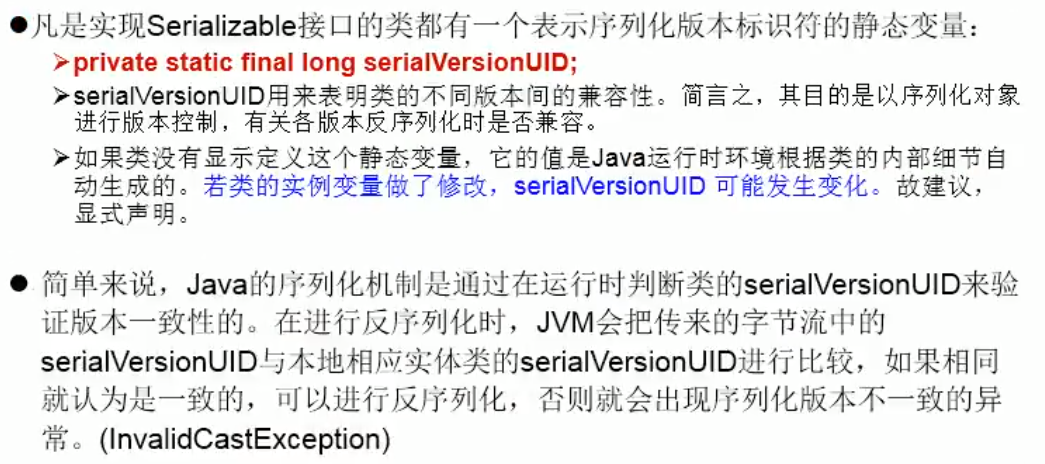 ●凡是实现Serializable接口的类都有一个表示序列化版本标识符的静态变量：
➢private static final long serialVersionUID;
➢serialVersionUID用来表明类的不同版本间的兼容性。简言之，其目的是以序列化对象
进行版本控制，有关各版本反序列化时是否兼容。
➢如果类没有显示定义这个静态变量，它的值是Java运行时环境根据类的内部细节自
动生成的。若类的实例变量做了修改，serialVersionUID 可能发生变化。故建议，
显式声明。
● 简单来说，Java的序列化机制是通过在运行时判断类的serialVersionUID来验
证版本一致性的。在进行反序列化时，JVM会把传来的字节流中的
serialVersionUID与本地相应实体类的serialVersionUID进行比较，如果相同
就认为是一致的，可以进行反序列化，否则就会出现序列化版本不一致的异
常。(InvalidCastException)